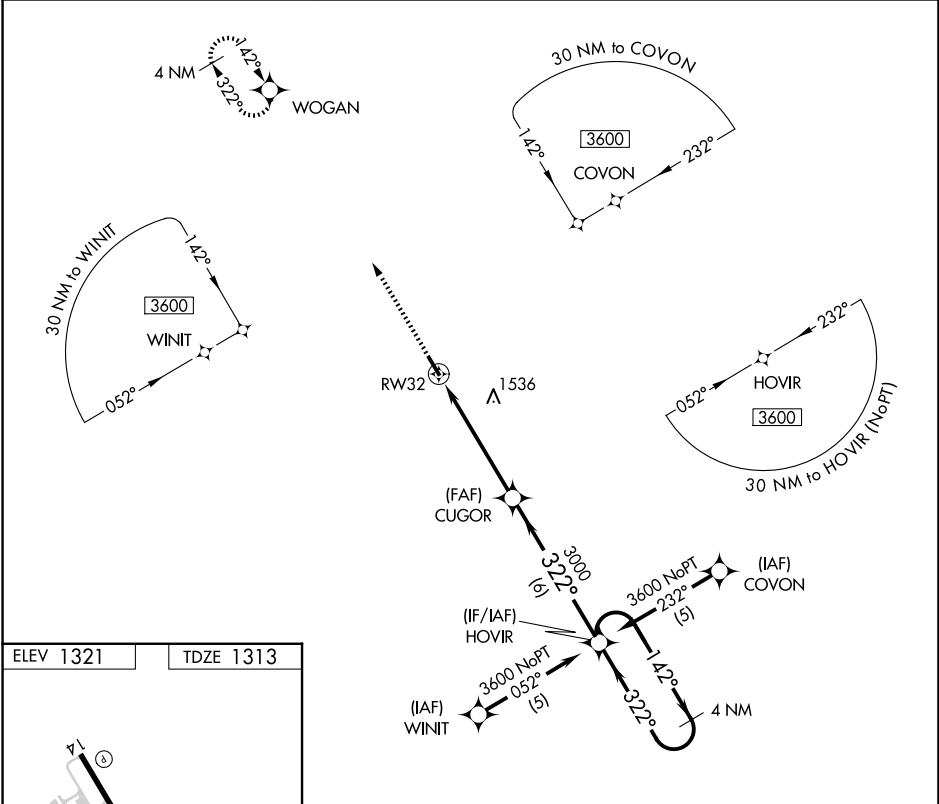 30 NM to COVON
142°
4 NM
322°
WOGAN
3600
142°
COVON
232°
30 NM to WINIT
142°
3600
WINIT
052°
232°
HOVIR
052°
3600
30 NM to HOVIR (NoPT)
RW32
1536
(FAF)
CUGOR
3000
322°
(6)
(IAF)
COVON
3600 NoPT
232°
(5)
(IF/IAF)
HOVIR
3600 NoPT
052°
(5)
(IAF)
WINIT
142°
322°
4 NM
ELEV 1321
TDZE 1313
14
P